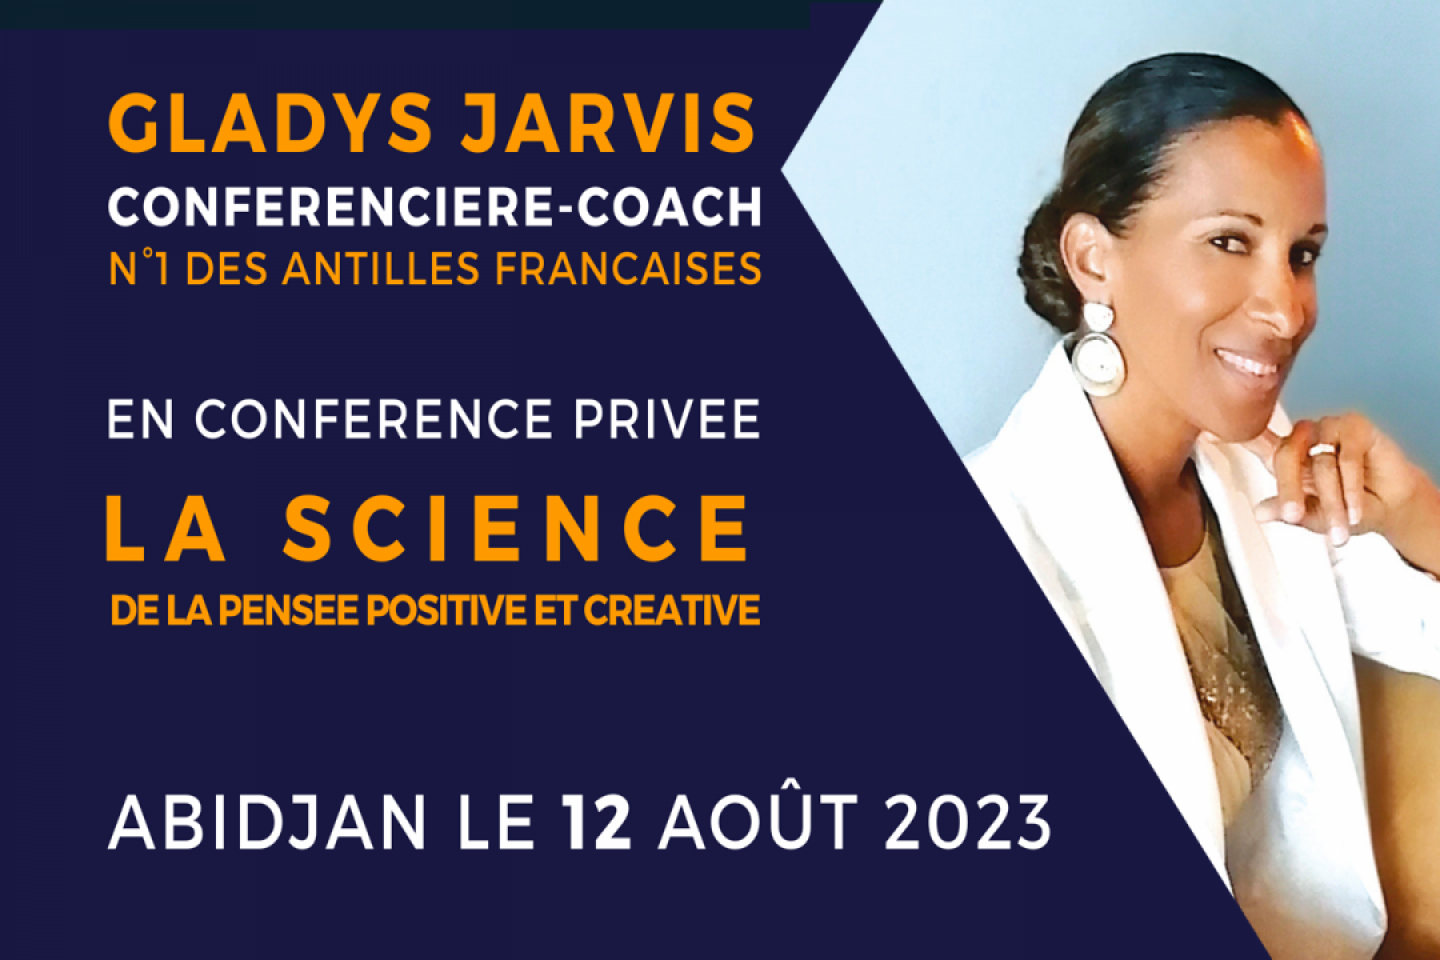 GLADYS JARVIS
CONFERENCIERE-COACH
N°1 DES ANTILLES FRANCAISES
EN CONFERENCE PRIVEE
LA SCIENCE
DE LA PENSEE POSITIVE ET CREATIVE
ABIDJAN LE 12 AOÛT 2023